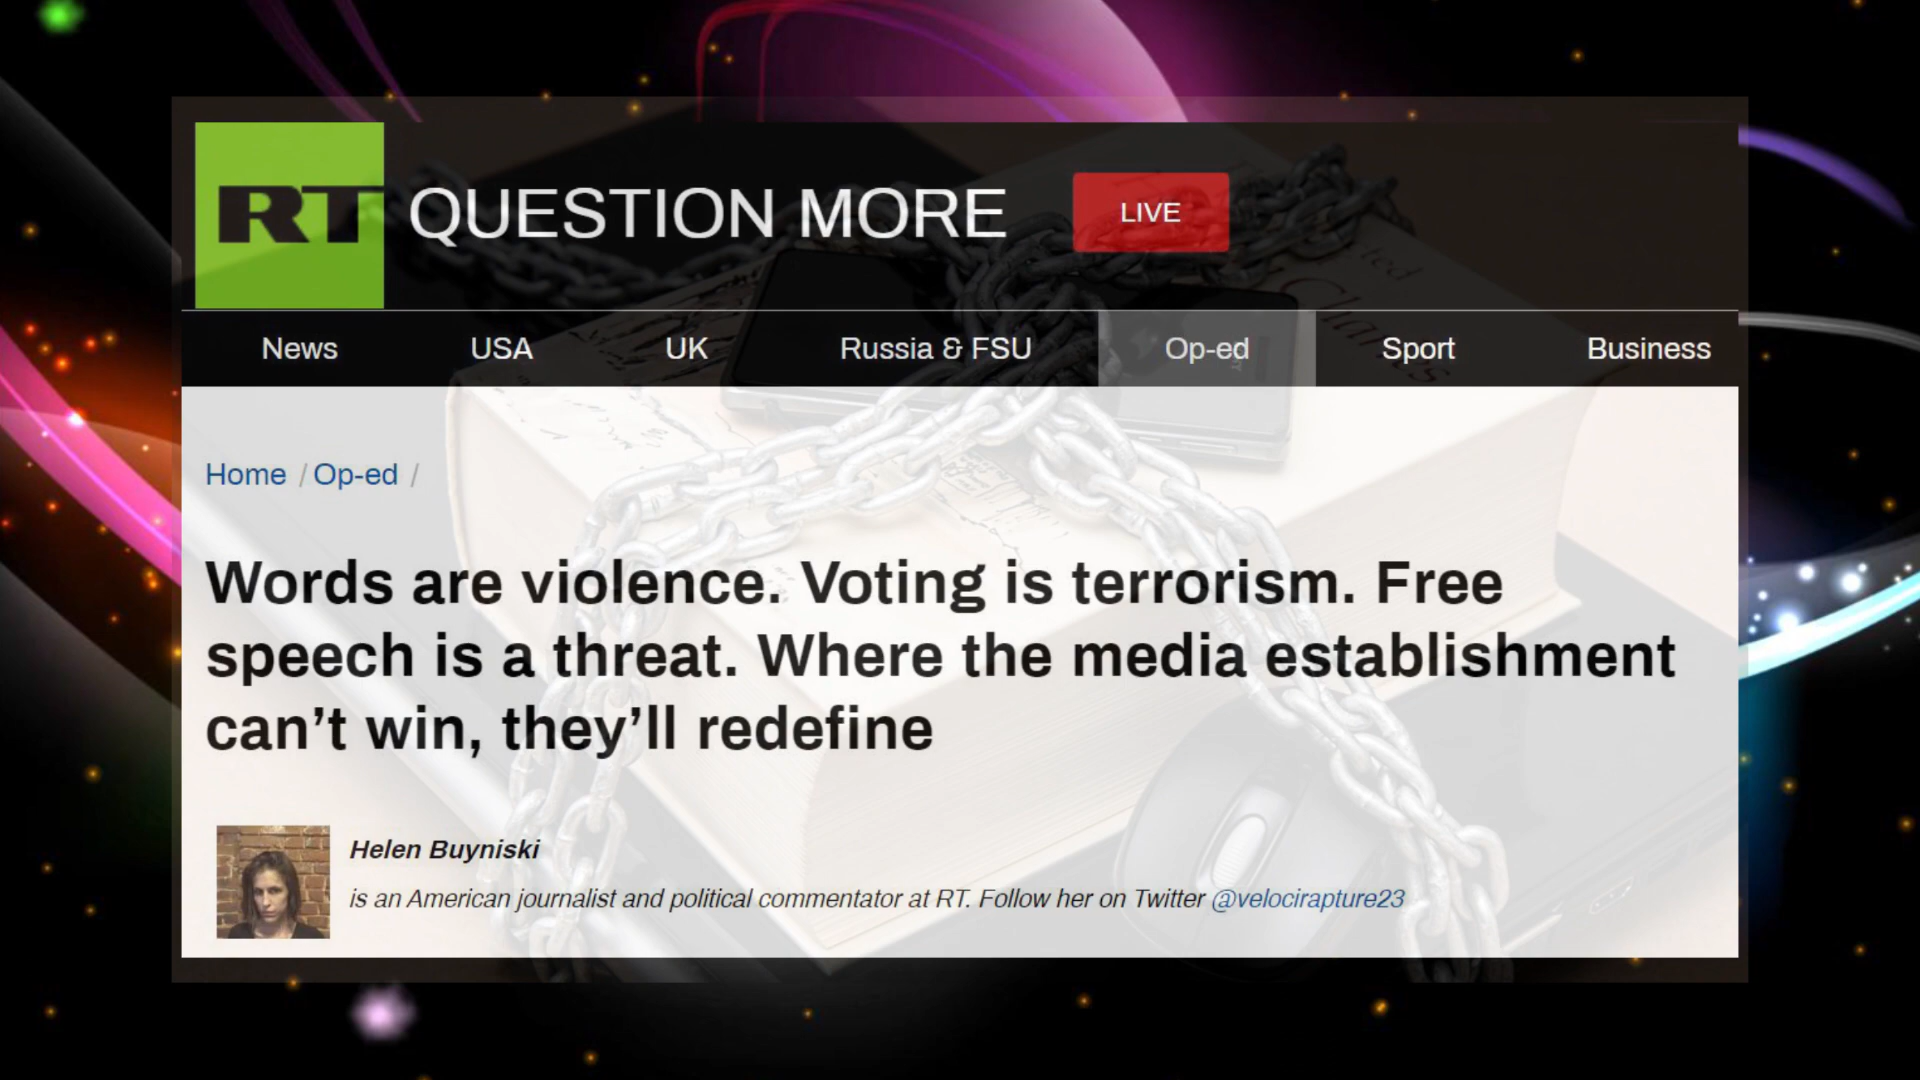 RT QUESTION MORE LIVE
News USA UK Russia & FSU Op-ed Sport Business
Home / Op-ed /
Words are violence. Voting is terrorism. Free
speech is a threat. Where the media establishment
can’t win, they’ll redefine
Helen Buyniski
is an American journalist and political commentator at RT. Follow her on Twitter @velocirapture23